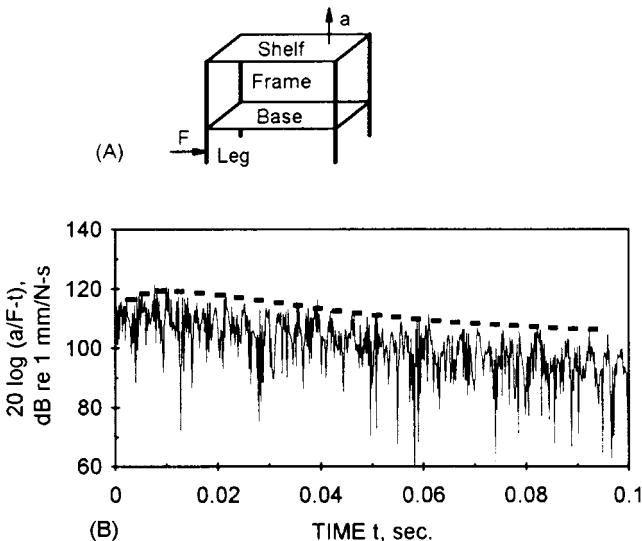 a
Shelf
Frame
Base
F
Leg
(A)
140
120
100
80
60
20 log (a/F-t),
dB re 1 mm/N-s
0
0.02
0.04
0.06
0.08
0.1
(B)
TIME t, sec.